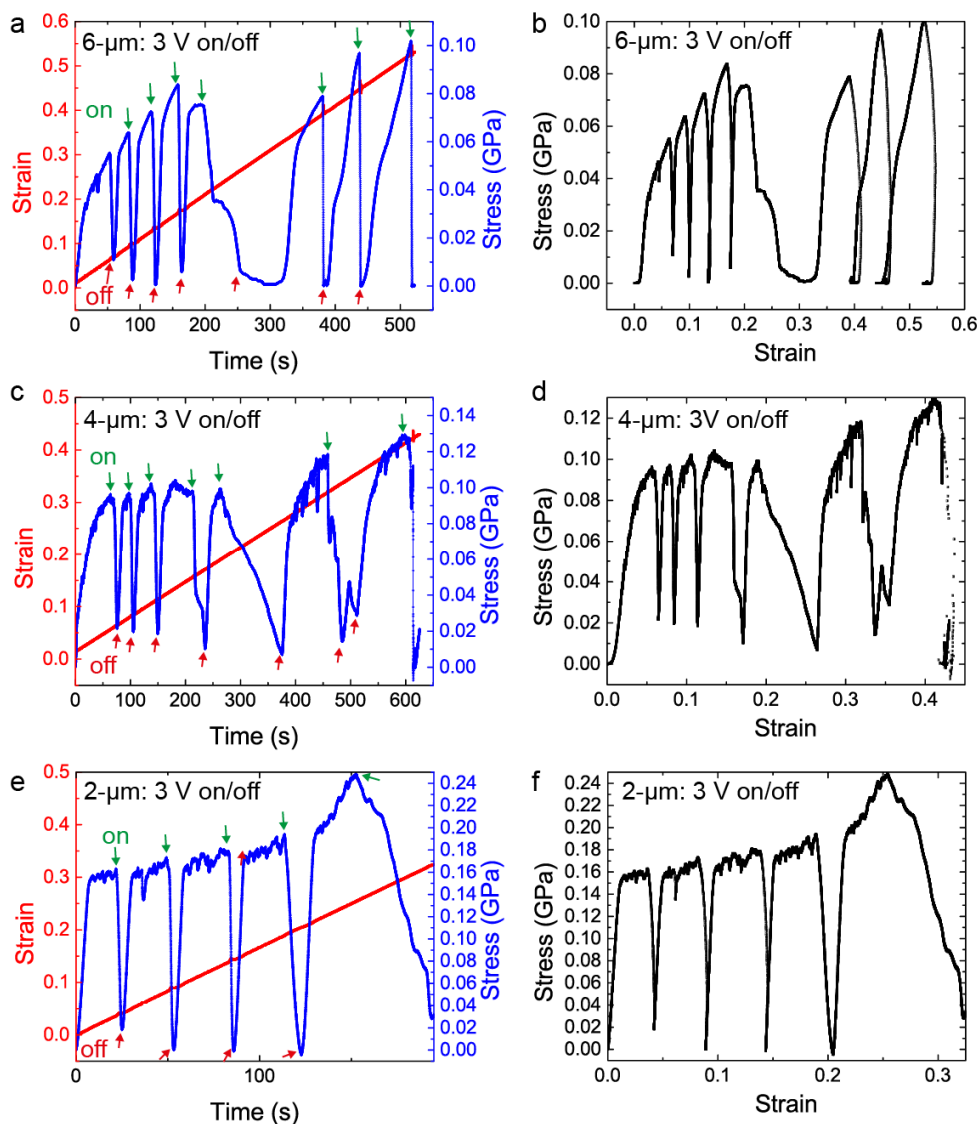 a
6-μm: 3 V on/off
on
off
0.6
0.5
0.4
0.3
0.2
0.1
0.0
Strain
0.10
0.08
0.06
0.04
0.02
0.00
Stress (GPa)
0 100 200 300 400 500
Time (s)
b
6-μm: 3 V on/off
0.10
0.08
0.06
0.04
0.02
0.00
Stress (GPa)
0.0 0.1 0.2 0.3 0.4 0.5 0.6
Strain
c
4-μm: 3 V on/off
on
off
0.5
0.4
0.3
0.2
0.1
0.0
Strain
0.14
0.12
0.10
0.08
0.06
0.04
0.02
0.00
Stress (GPa)
0 100 200 300 400 500 600
Time (s)
d
4-μm: 3V on/off
0.12
0.10
0.08
0.06
0.04
0.02
0.00
Stress (GPa)
0.0 0.1 0.2 0.3 0.4
Strain
e
2-μm: 3 V on/off
on
off
0.5
0.4
0.3
0.2
0.1
0.0
Strain
0.24
0.22
0.20
0.18
0.16
0.14
0.12
0.10
0.08
0.06
0.04
0.02
0.00
Stress (GPa)
0 100
Time (s)
f
2-μm: 3 V on/off
0.24
0.22
0.20
0.18
0.16
0.14
0.12
0.10
0.08
0.06
0.04
0.02
0.00
Stress (GPa)
0.0 0.1 0.2 0.3
Strain